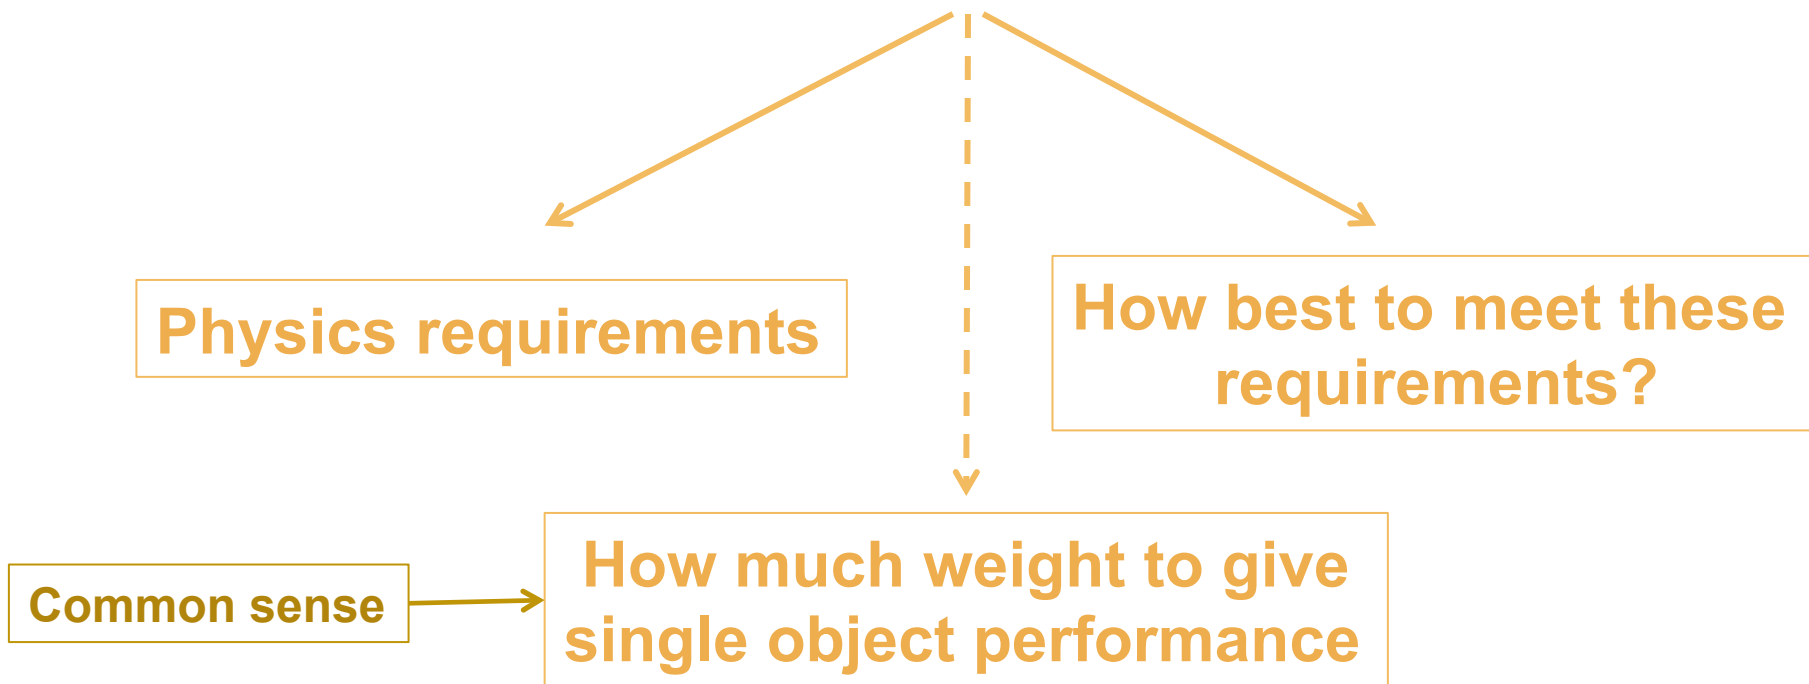 Physics requirements
How best to meet these
requirements?
How much weight to give
single object performance
Common sense